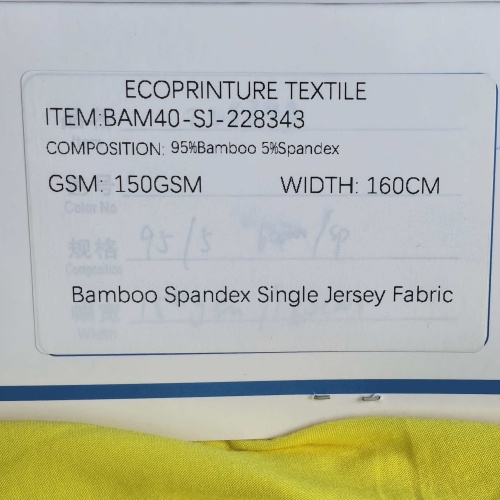 ECOPRINTURE TEXTILE
ITEM:BAM40-SJ-228343
COMPOSITION: 95%Bamboo 5%Spandex
GSM: 150GSM WIDTH: 160CM
Color No
规格 95/5
Composition
Bamboo Spandex Single Jersey Fabric
Width